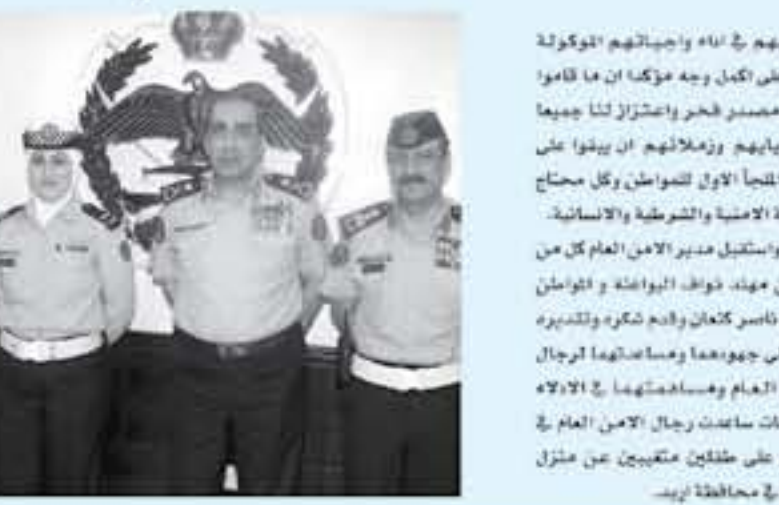 هم في اداء واجباتهم الموكولة
ى اكمل وجه مؤكدا ان ما قاموا
مصدر فخر واعتزاز لنا جميعا
يابهم وزملائهم ان يبقوا على
الملجأ الاول للمواطن وكل محتاج
ة الامنية والشرطية والانسانية.
واستقبل مدير الامن العام كل من
مهند نواف البواعنة و المواطن
ناصر كنعان وقدم شكره وتقديره
ى جهودهما ومساعدتهما لرجال
العام ومساهمتهما في الادلاء
ات ساعدت رجال الامن العام في
على طفلين متغيبين عن منزل
في محافظة اربد.